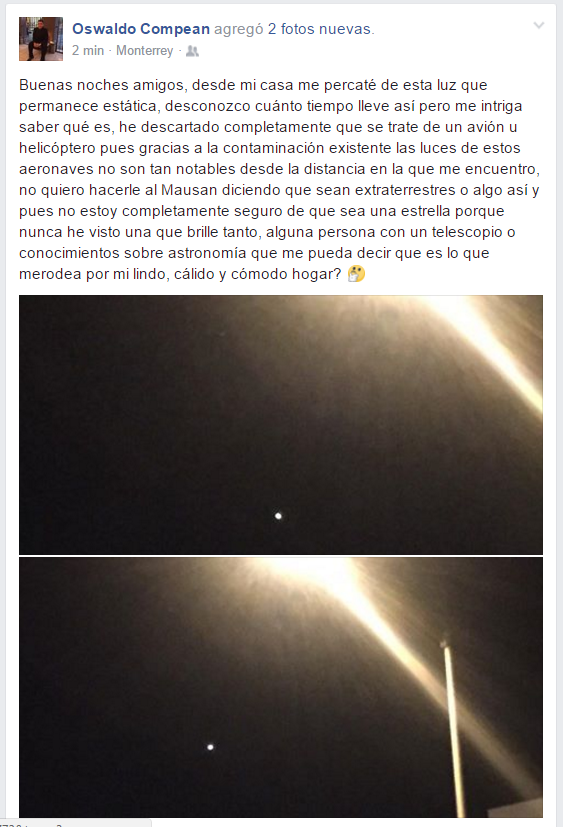 Oswaldo Compean agregó 2 fotos nuevas.
2 min · Monterrey ·
Buenas noches amigos, desde mi casa me percaté de esta luz que
permanece estática, desconozco cuánto tiempo lleve así pero me intriga
saber qué es, he descartado completamente que se trate de un avión u
helicóptero pues gracias a la contaminación existente las luces de estos
aeronaves no son tan notables desde la distancia en la que me encuentro,
no quiero hacerle al Mausan diciendo que sean extraterrestres o algo así y
pues no estoy completamente seguro de que sea una estrella porque
nunca he visto una que brille tanto, alguna persona con un telescopio o
conocimientos sobre astronomía que me pueda decir que es lo que
merodea por mi lindo, cálido y cómodo hogar? 🤔